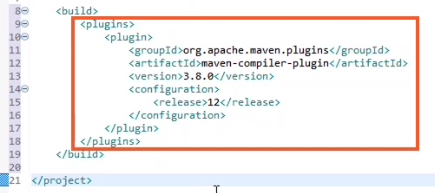 8 <build>
9 <plugins>
10 <plugin>
11 <groupId>org.apache.maven.plugins</groupId>
12 <artifactId>maven-compiler-plugin</artifactId>
13 <version>3.8.0</version>
14 <configuration>
15 <release>12</release>
16 </configuration>
17 </plugin>
18 </plugins>
19 </build>
20
21 </project>